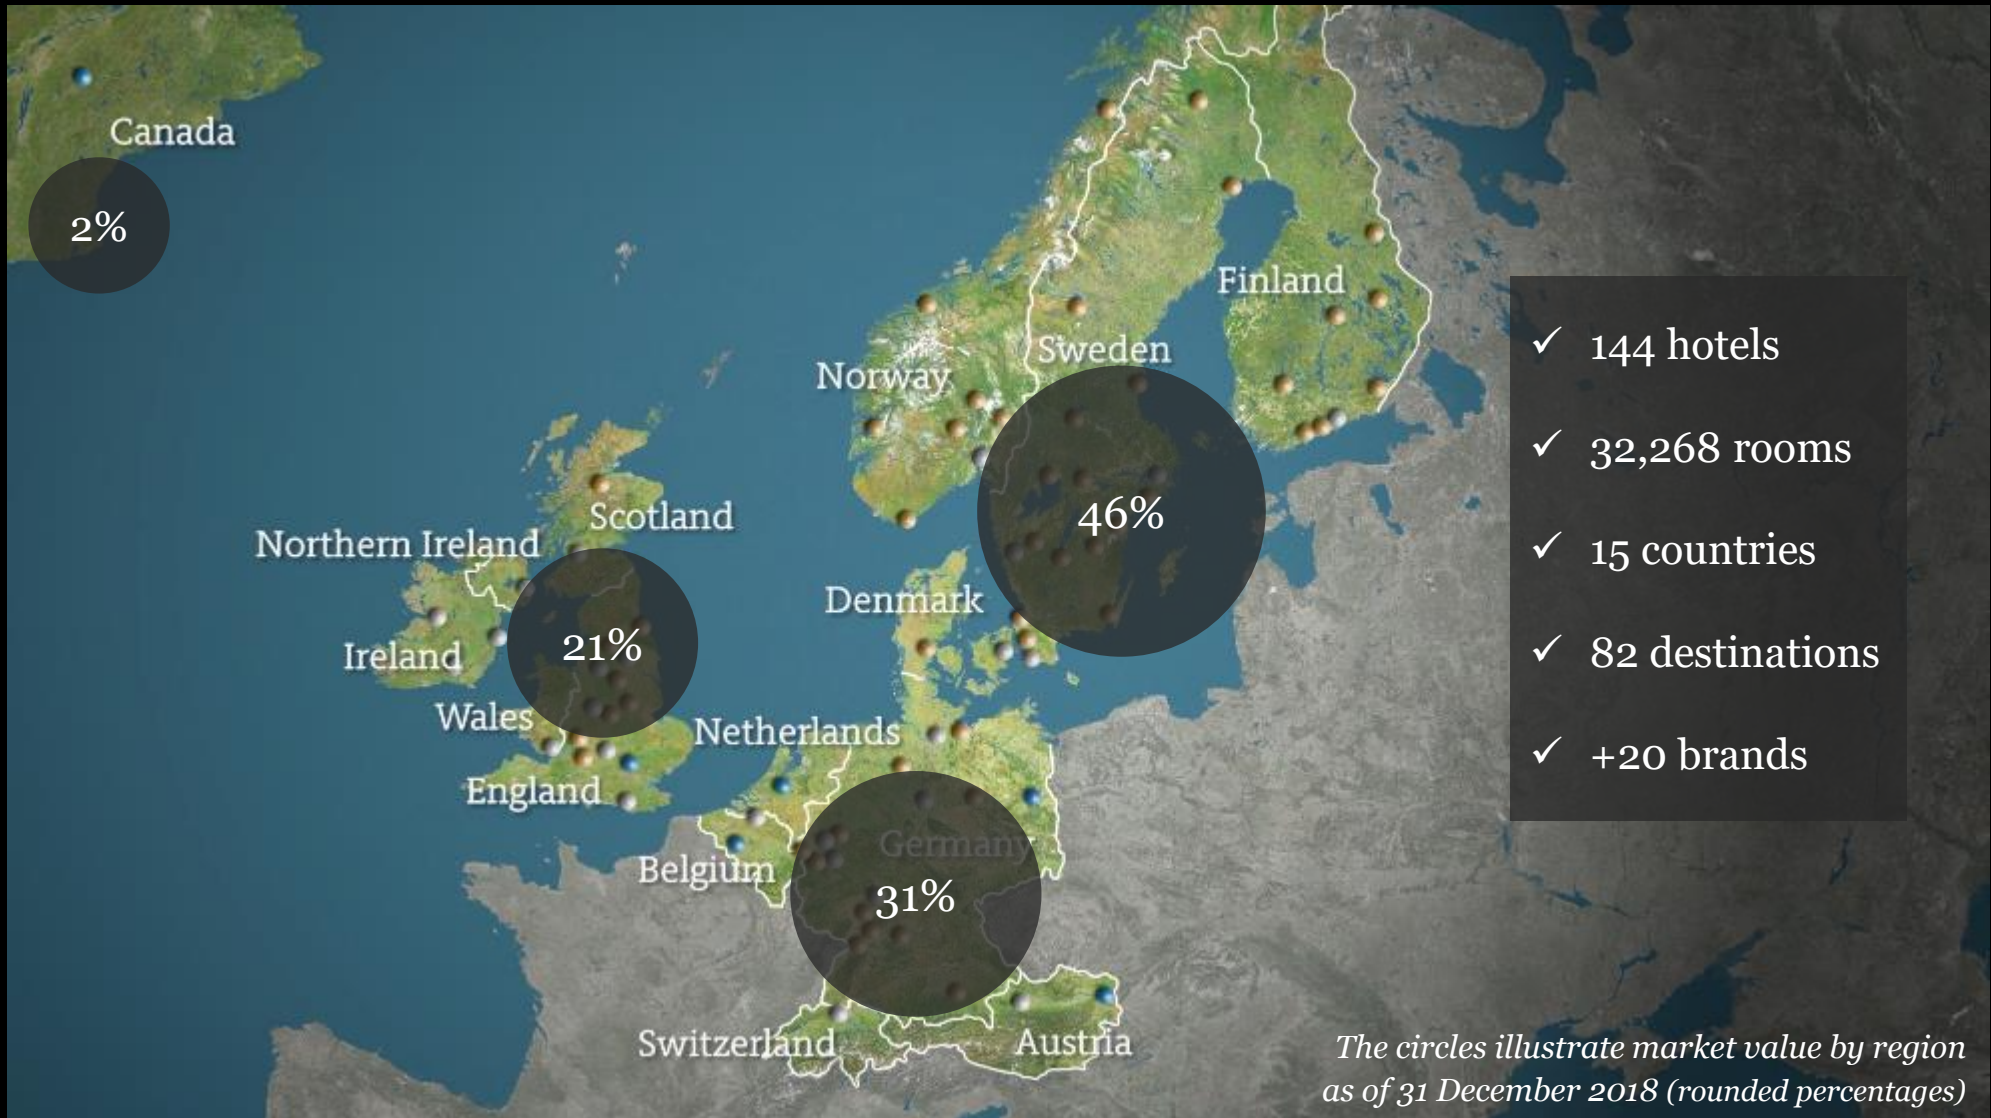 Canada
2%
Finland
Sweden
Norway
46%
Scotland
Northern Ireland
21%
Denmark
Ireland
Wales
Netherlands
England
Germany
Belgium
31%
Switzerland
Austria
✓ 144 hotels
✓ 32,268 rooms
✓ 15 countries
✓ 82 destinations
✓ +20 brands
The circles illustrate market value by region
as of 31 December 2018 (rounded percentages)